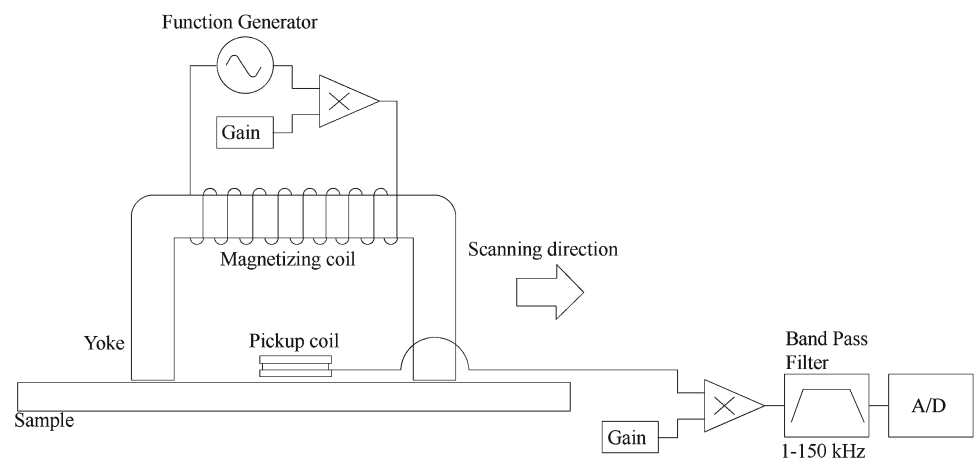 Function Generator
Gain
Magnetizing coil
Scanning direction
Yoke
Pickup coil
Band Pass
Filter
A/D
Sample
Gain
1-150 kHz